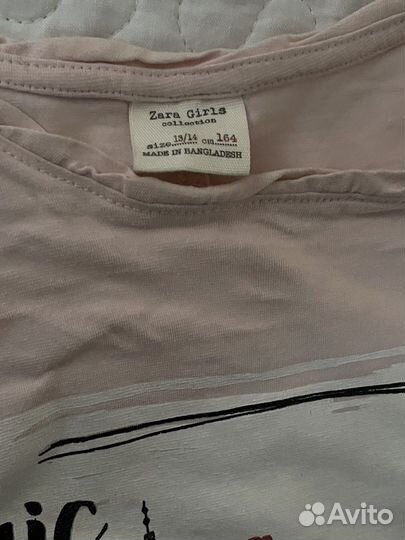 Zara Girls
collection
size 13/14 cm 164
MADE IN BANGLADESH
Avito